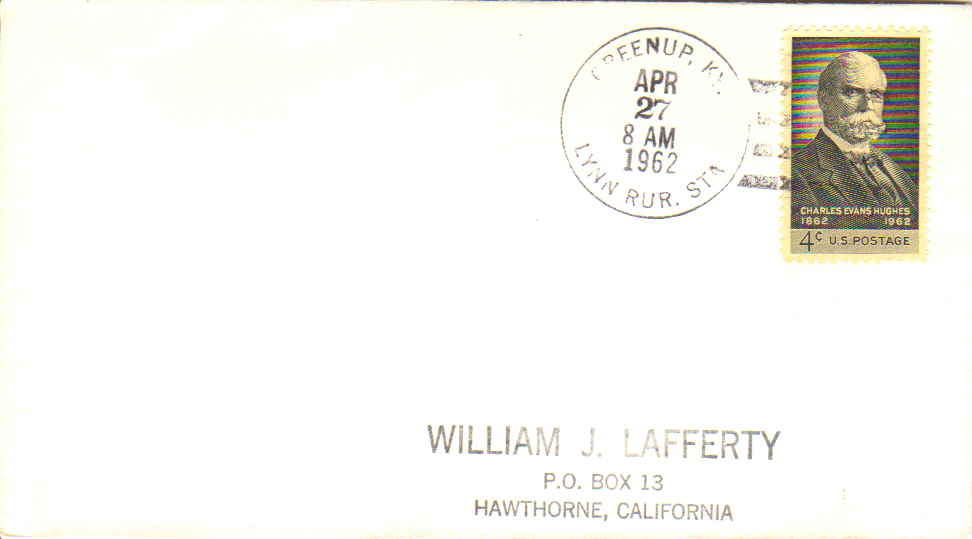 GREENUP, KY.
APR
27
8 AM
1962
LYNN RUR. STA
CHARLES EVANS HUGHES
1862 1962
4c U.S. POSTAGE
WILLIAM J. LAFFERTY
P.O. BOX 13
HAWTHORNE, CALIFORNIA